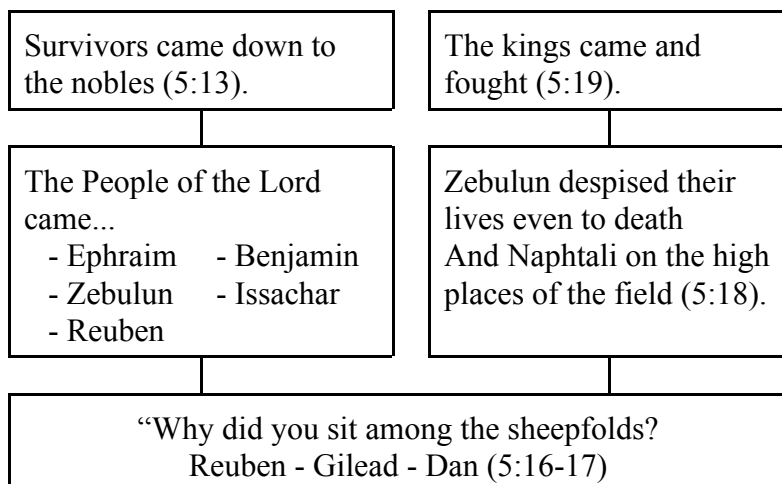 Survivors came down to
the nobles (5:13).
The kings came and
fought (5:19).
The People of the Lord
came...
- Ephraim - Benjamin
- Zebulun - Issachar
- Reuben
Zebulun despised their
lives even to death
And Naphtali on the high
places of the field (5:18).
“Why did you sit among the sheepfolds?
Reuben - Gilead - Dan (5:16-17)